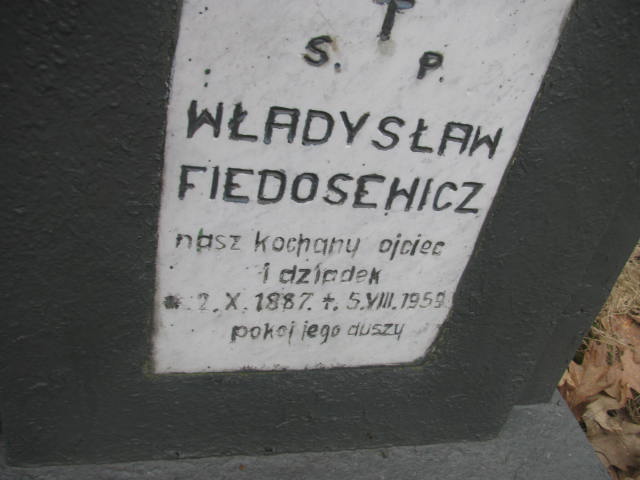 Ś. P.
WŁADYSŁAW
FIEDOSEWICZ
nasz kochany ojciec
i dziadek
* 2. X. 1887. †. 5. VIII. 1959
pokój jego duszy